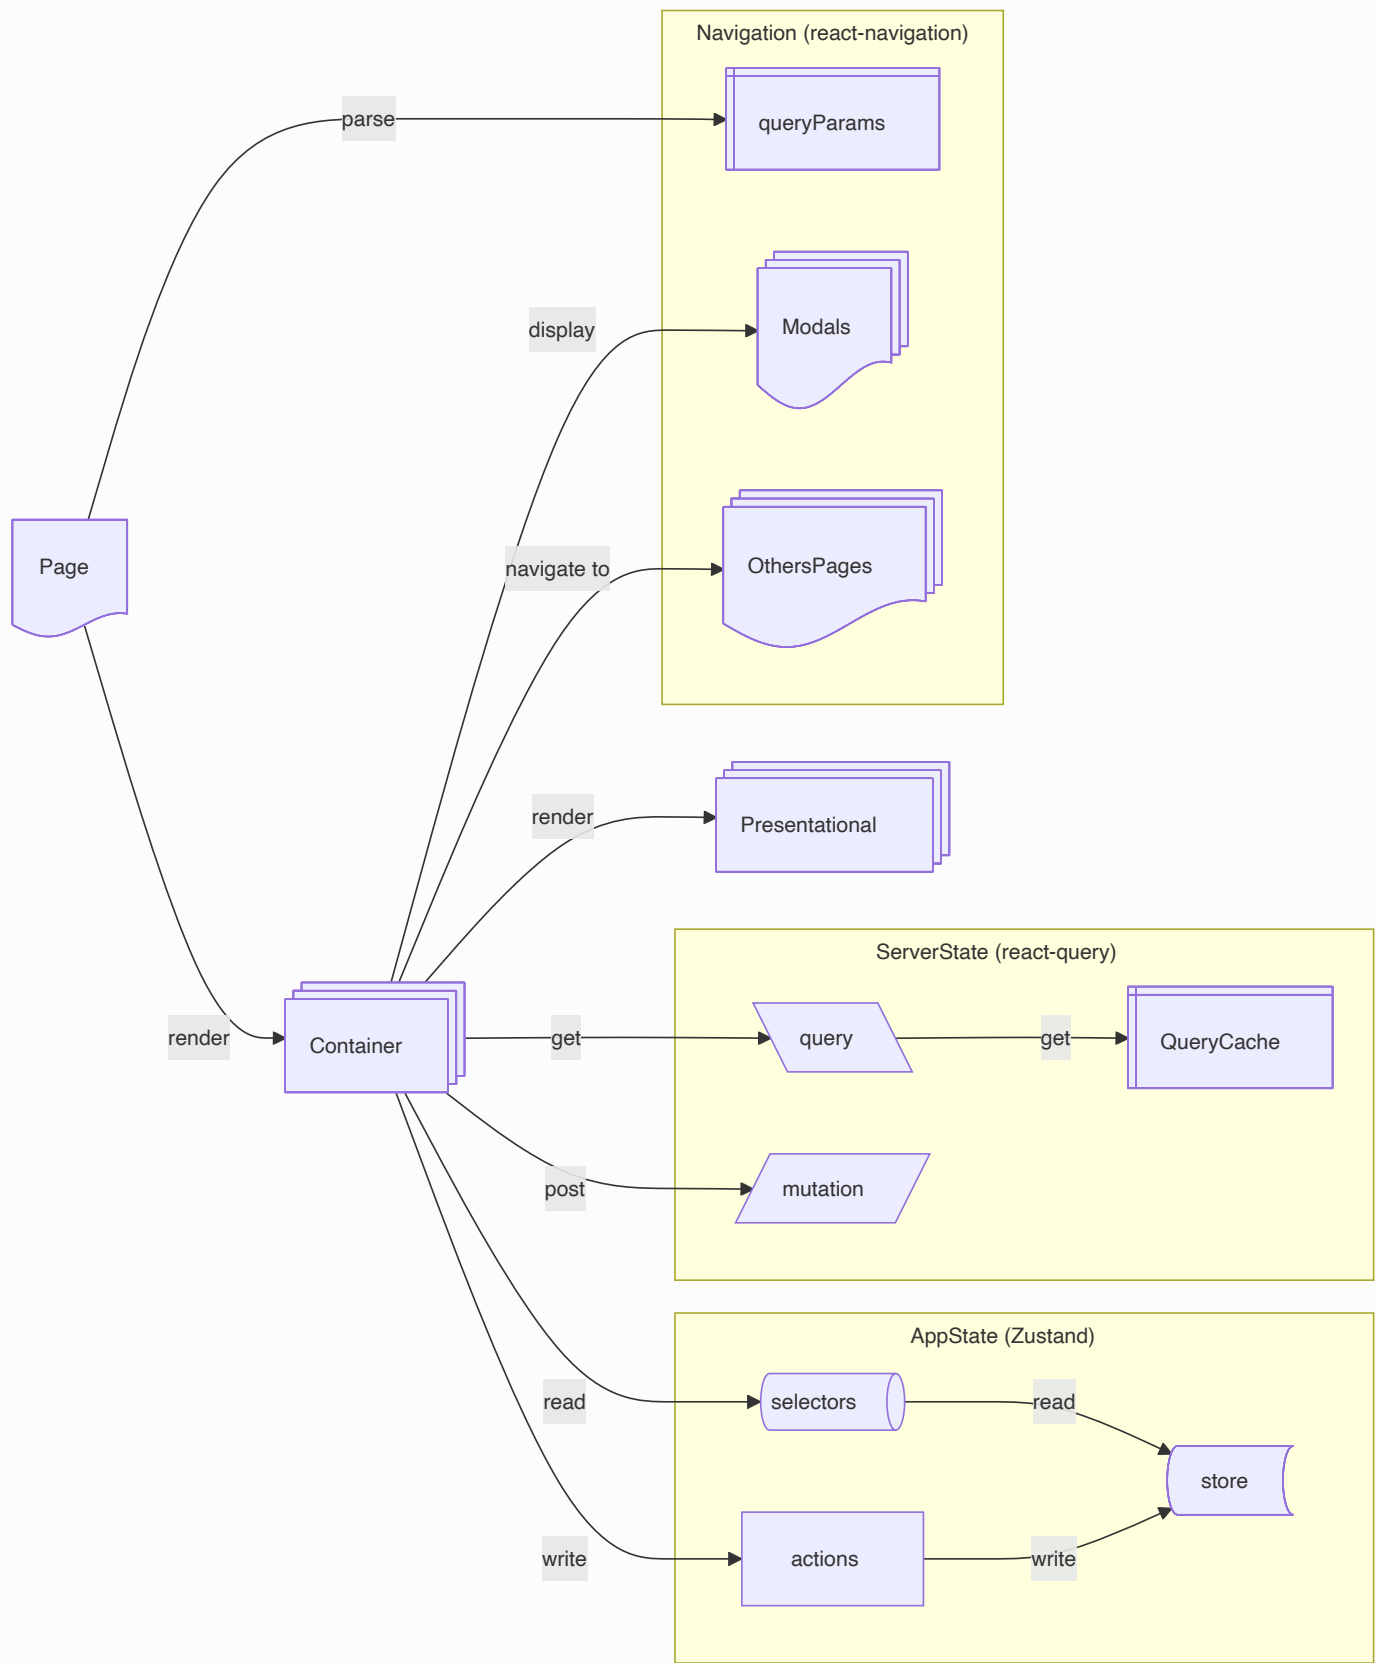 Navigation (react-navigation)
parse
queryParams
display
Modals
Page
navigate to
OthersPages
render
Presentational
ServerState (react-query)
render
Container
get
query
get
QueryCache
post
mutation
AppState (Zustand)
read
selectors
read
store
write
actions
write